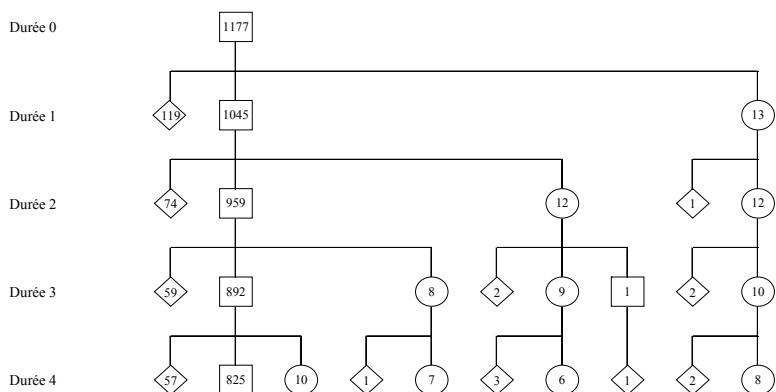 Durée 0 1177
Durée 1 119 1045 13
Durée 2 74 959 12 1 12
Durée 3 59 892 8 2 9 1 2 10
Durée 4 57 825 10 1 7 3 6 1 2 8